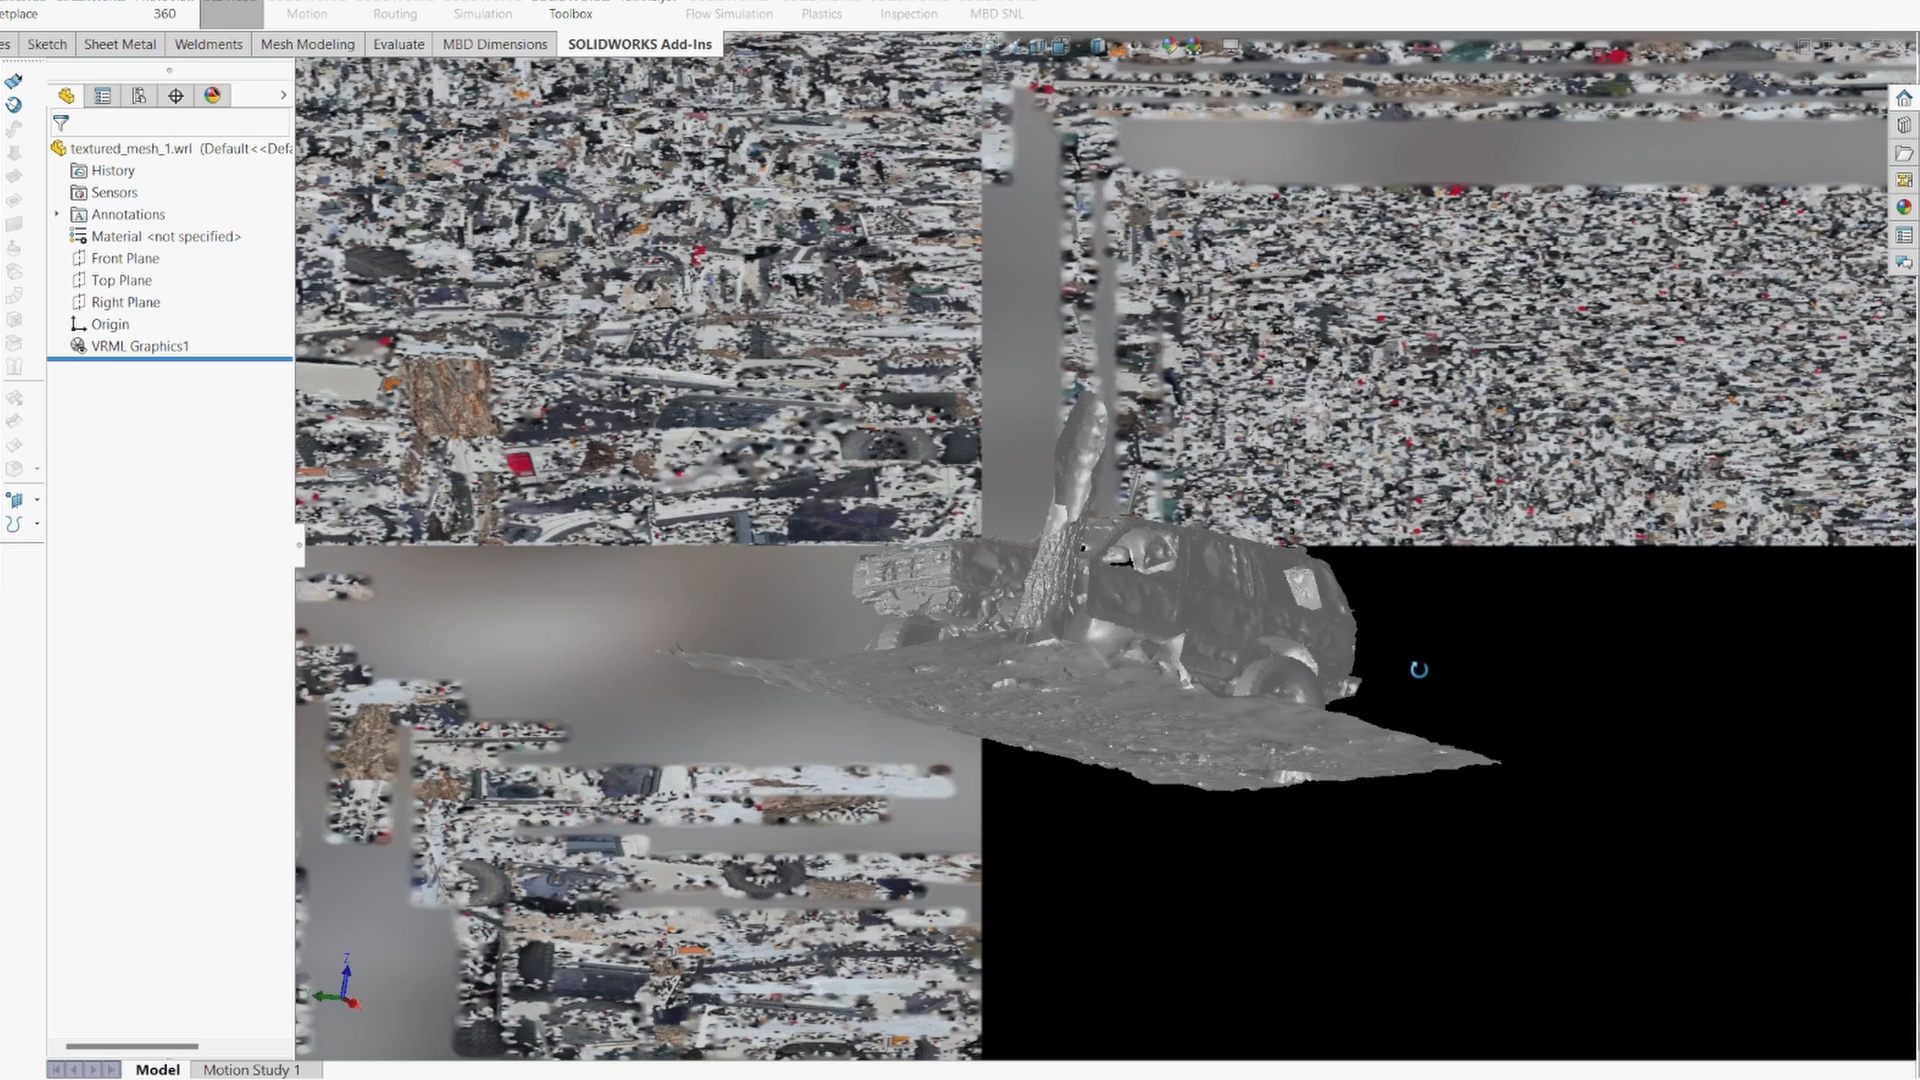 360
Motion
Routing
Simulation
Toolbox
Flow Simulation
Plastics
Inspection
MBD SNL
Sketch
Sheet Metal
Weldments
Mesh Modeling
Evaluate
MBD Dimensions
SOLIDWORKS Add-Ins
textured_mesh_1.wrl (Default<<Defa
History
Sensors
Annotations
Material <not specified>
Front Plane
Top Plane
Right Plane
Origin
VRML Graphics1
Z
Model
Motion Study 1